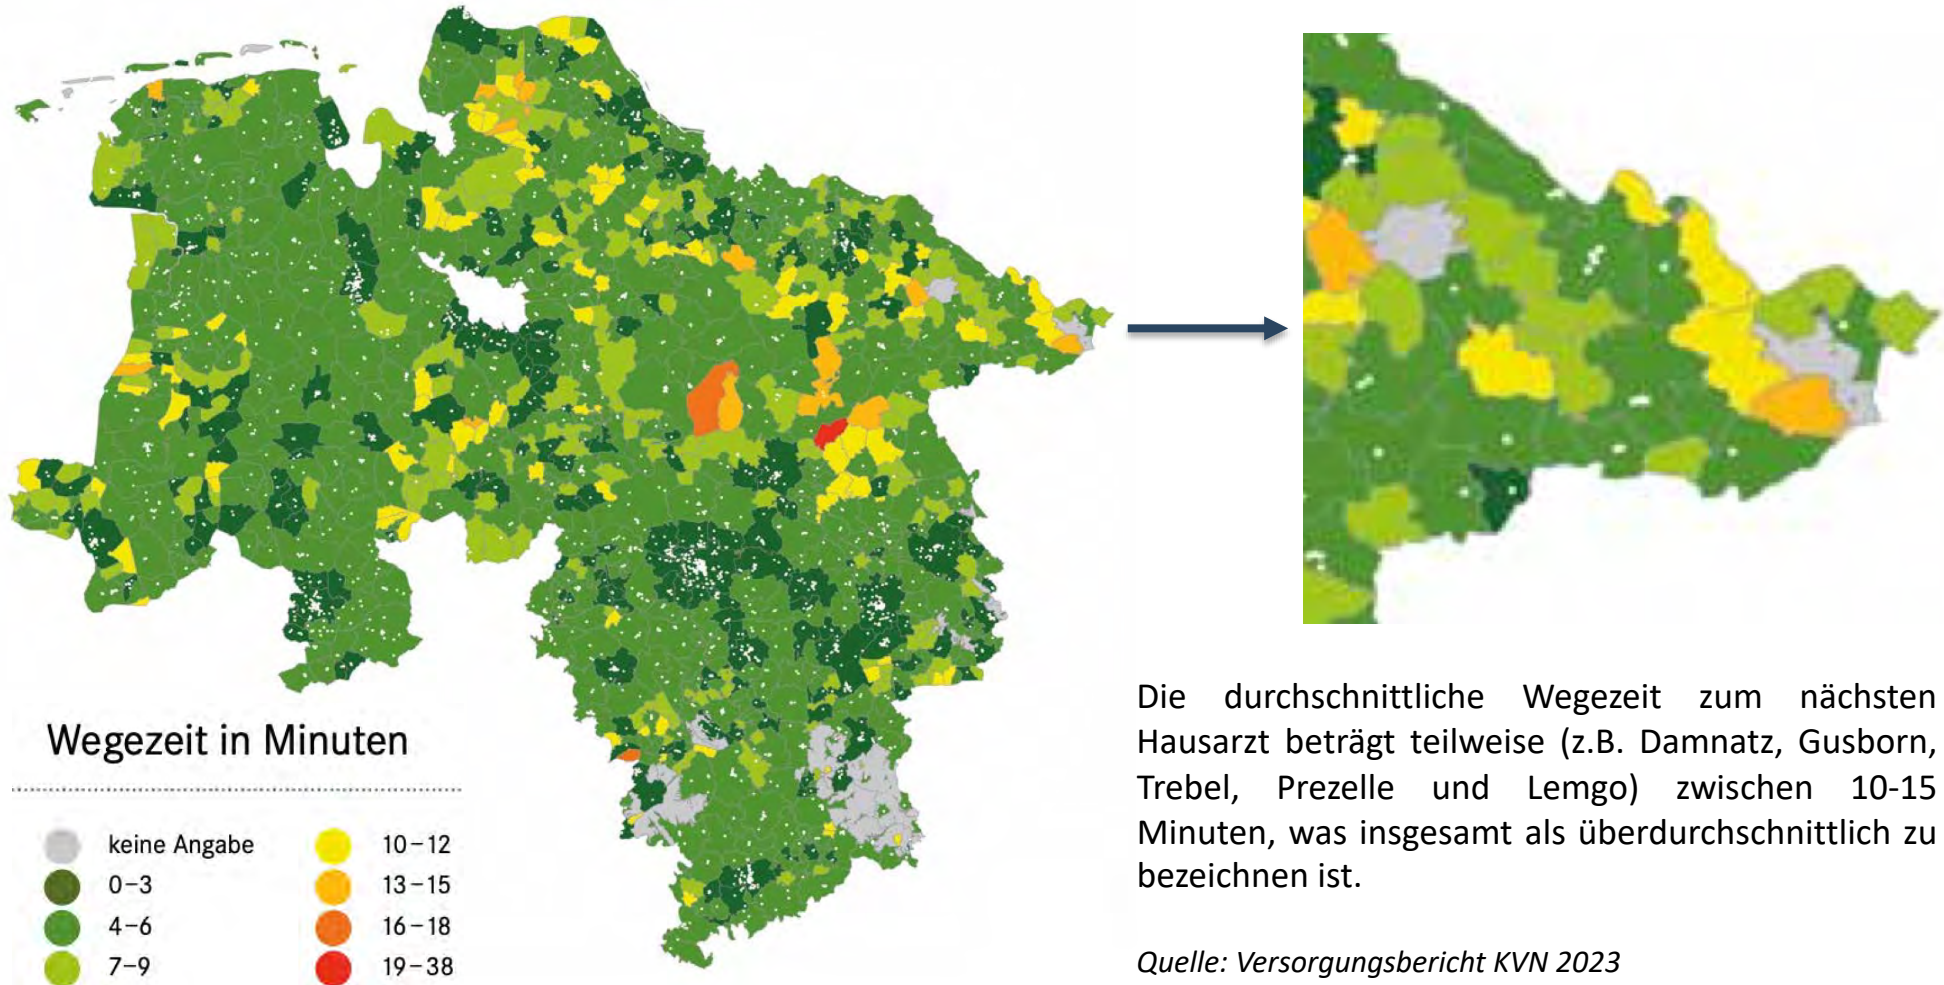 Wegezeit in Minuten
keine Angabe
0–3
4–6
7–9
10–12
13–15
16–18
19–38
Die durchschnittliche Wegezeit zum nächsten
Hausarzt beträgt teilweise (z.B. Damnatz, Gusborn,
Trebel, Prezelle und Lemgo) zwischen 10-15
Minuten, was insgesamt als überdurchschnittlich zu
bezeichnen ist.
Quelle: Versorgungsbericht KVN 2023